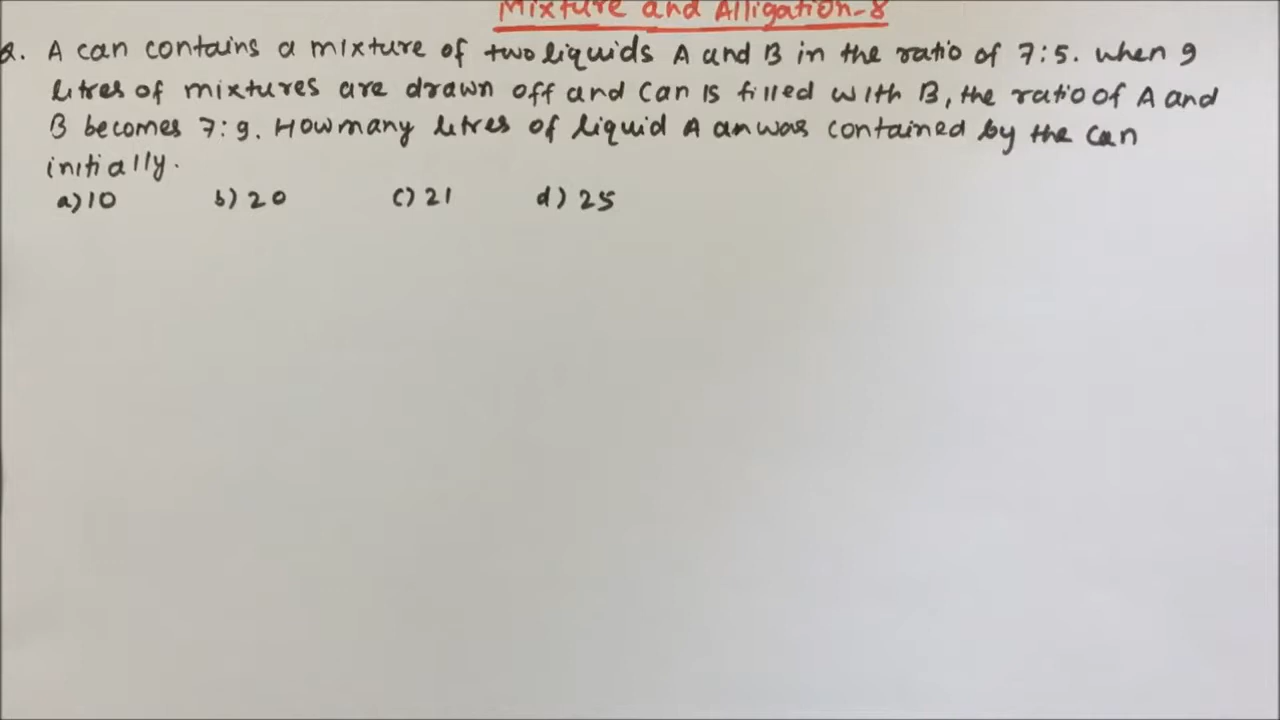 Mixture and Alligation-8
Q. A can contains a mixture of two liquids A and B in the ratio of 7:5. when 9
litres of mixtures are drawn off and Can is filled with B, the ratio of A and
B becomes 7:9. How many litres of liquid A an was contained by the can
initially.
a) 10 b) 20 c) 21 d) 25